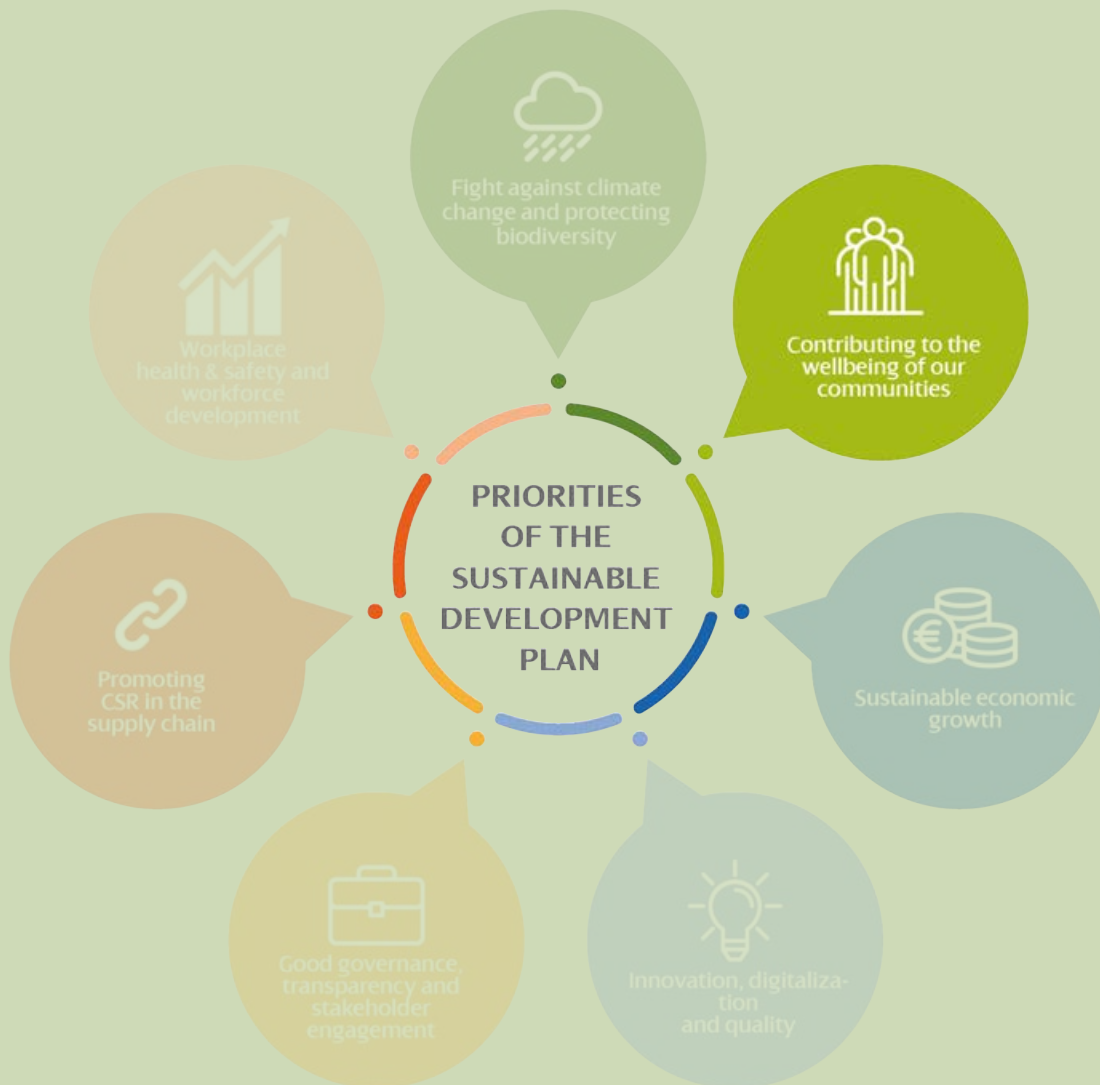 Fight against climate
change and protecting
biodiversity
Contributing to the
wellbeing of our
communities
Sustainable economic
growth
Innovation, digitaliza-
tion
and quality
Good governance,
transparency and
stakeholder
engagement
Promoting
CSR in the
supply chain
Workplace
health & safety and
workforce
development
PRIORITIES
OF THE
SUSTAINABLE
DEVELOPMENT
PLAN